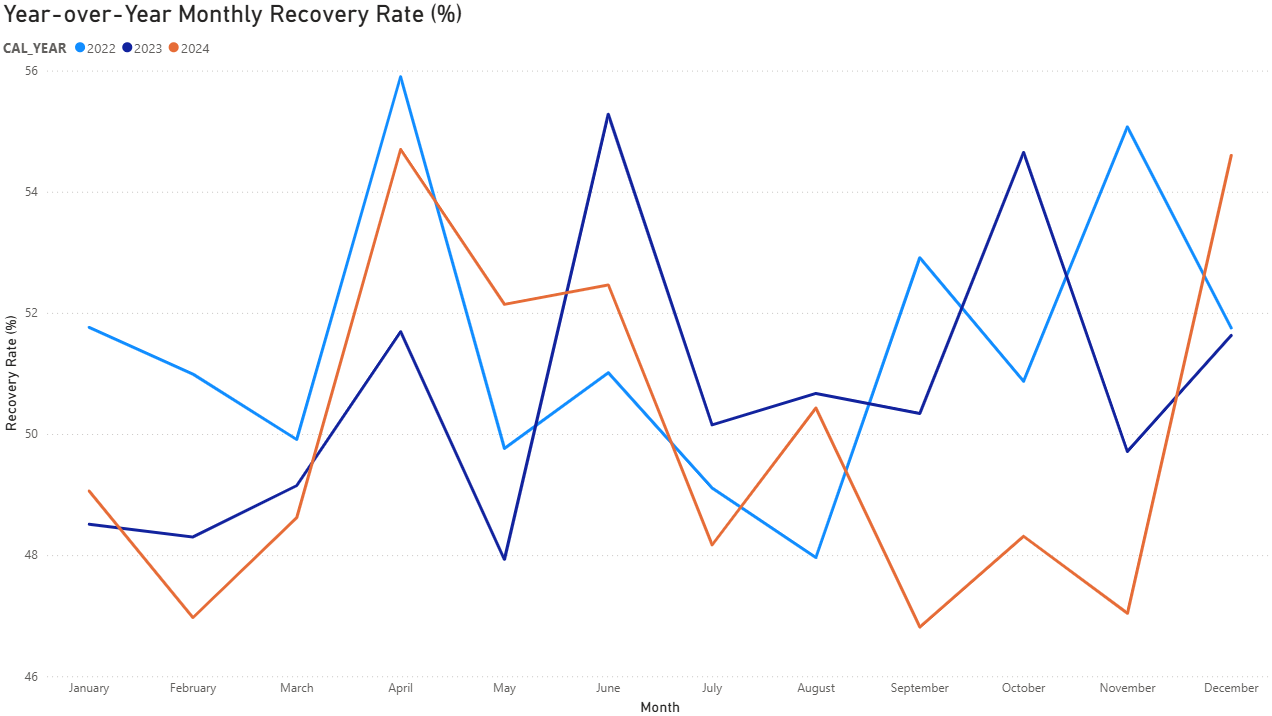 Year-over-Year Monthly Recovery Rate (%)
CAL_YEAR 2022 2023 2024
56
54
52
50
48
46
Recovery Rate (%)
January February March April May June July August September October November December
Month